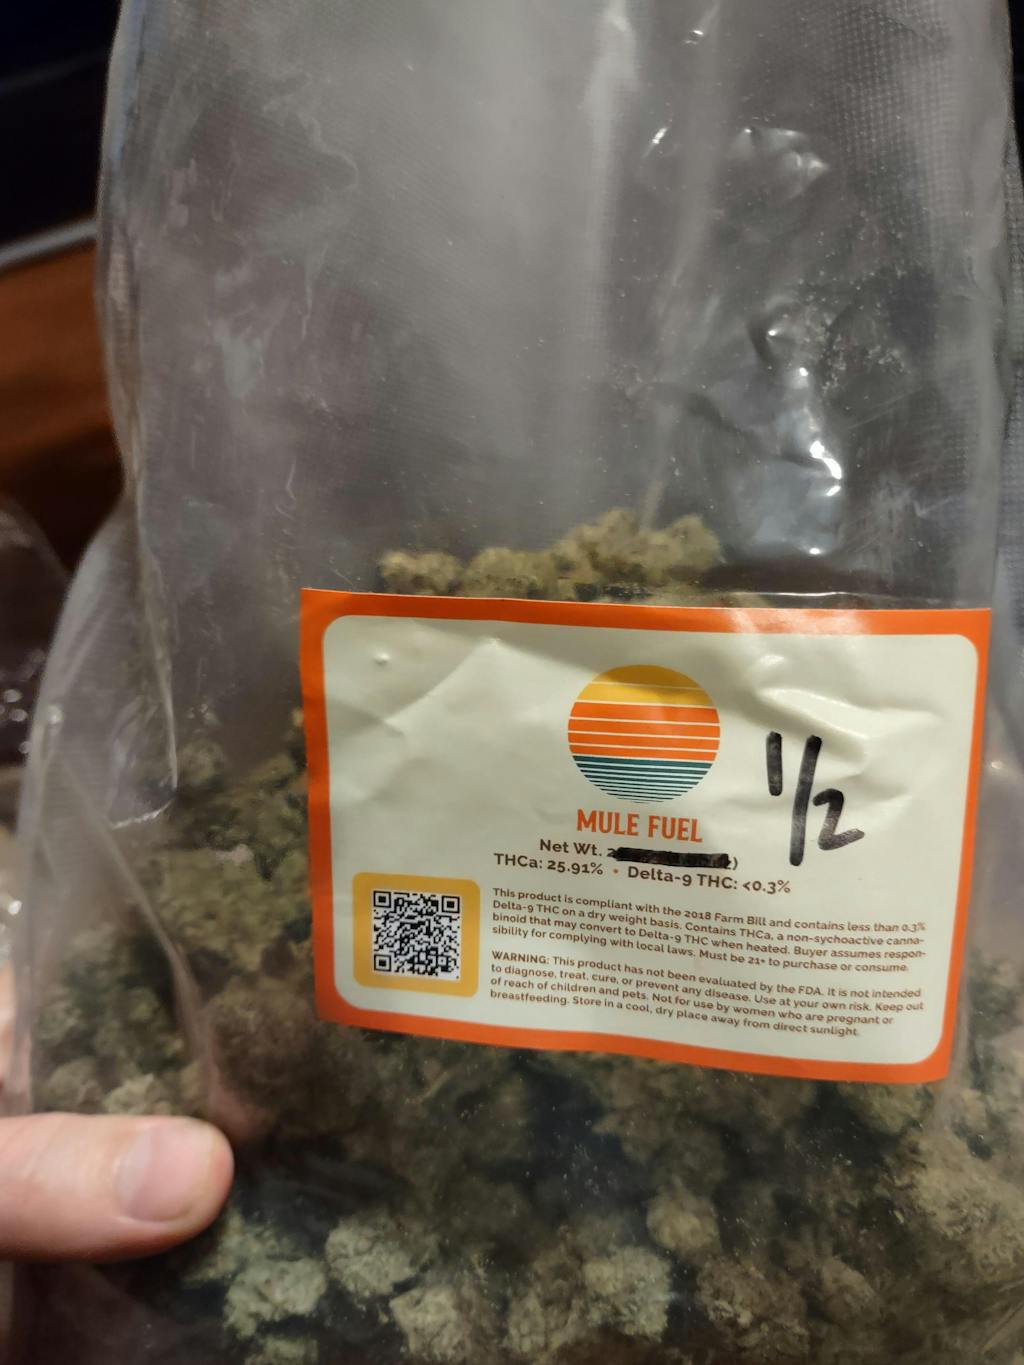 1/2
MULE FUEL
Net Wt. 2
THCa: 25.91% • Delta-9 THC: <0.3%
This product is compliant with the 2018 Farm Bill and contains less than 0.3%
Delta-9 THC on a dry weight basis. Contains THCa, a non-sychoactive canna-
binoid that may convert to Delta-9 THC when heated. Buyer assumes respon-
sibility for complying with local laws. Must be 21+ to purchase or consume.
WARNING: This product has not been evaluated by the FDA. It is not intended
to diagnose, treat, cure, or prevent any disease. Use at your own risk. Keep out
of reach of children and pets. Not for use by women who are pregnant or
breastfeeding. Store in a cool, dry place away from direct sunlight.